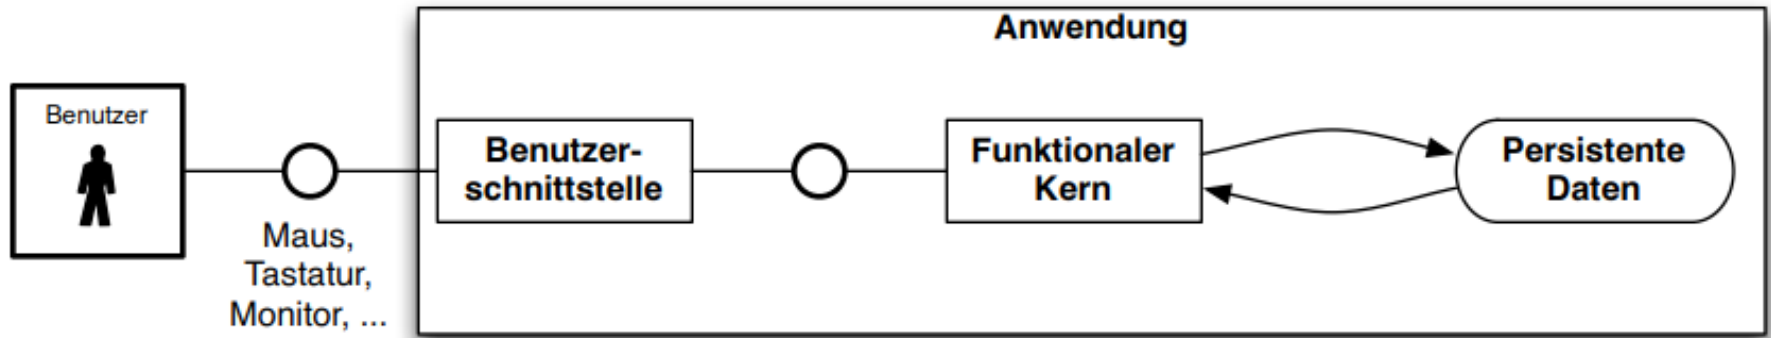 Anwendung
Benutzer
Maus,
Tastatur,
Monitor, ...
Benutzer-
schnittstelle
Funktionaler
Kern
Persistente
Daten